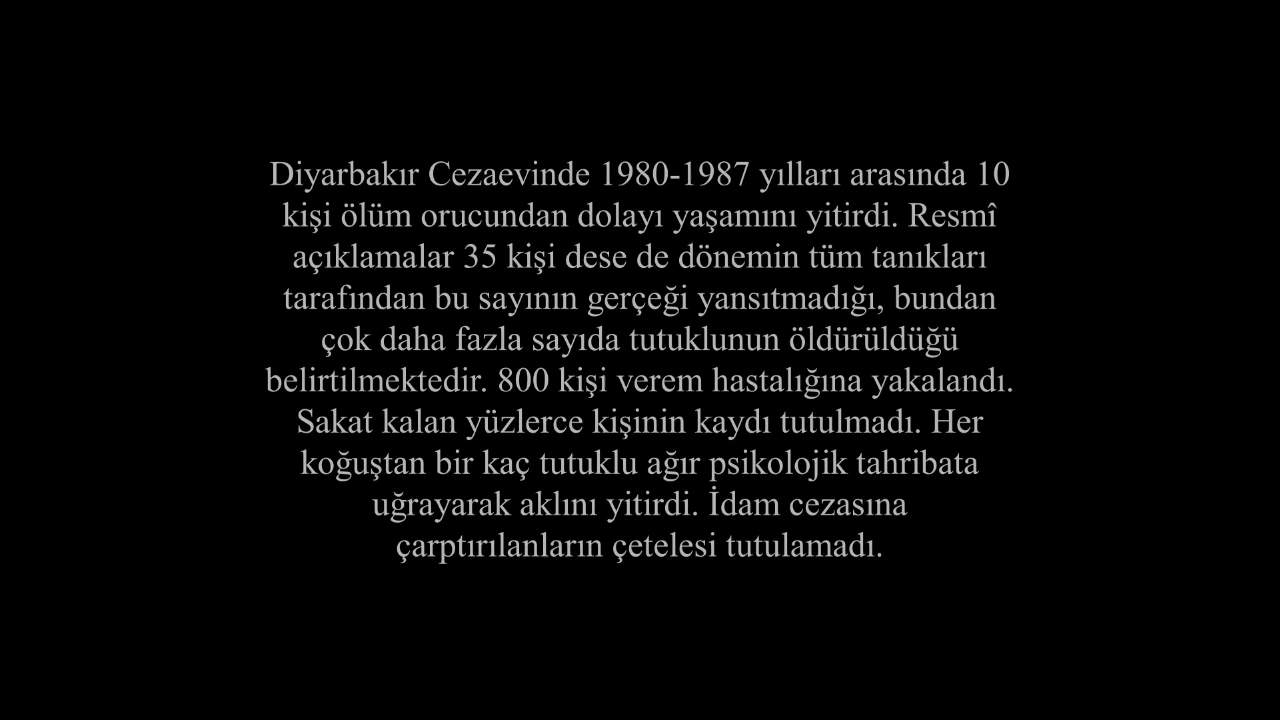 Diyarbakır Cezaevinde 1980-1987 yılları arasında 10
kişi ölüm orucundan dolayı yaşamını yitirdi. Resmî
açıklamalar 35 kişi dese de dönemin tüm tanıkları
tarafından bu sayının gerçeği yansıtmadığı, bundan
çok daha fazla sayıda tutuklunun öldürüldüğü
belirtilmektedir. 800 kişi verem hastalığına yakalandı.
Sakat kalan yüzlerce kişinin kaydı tutulmadı. Her
koğuştan bir kaç tutuklu ağır psikolojik tahribata
uğrayarak aklını yitirdi. İdam cezasına
çarptırılanların çetelesi tutulamadı.